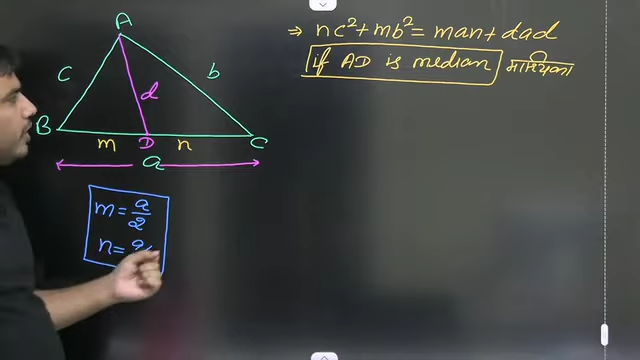 ⇒ nc²+mb² = man+dad
if AD is median
A
c
b
d
B
m
D
n
C
a
m = a/2
n = a/